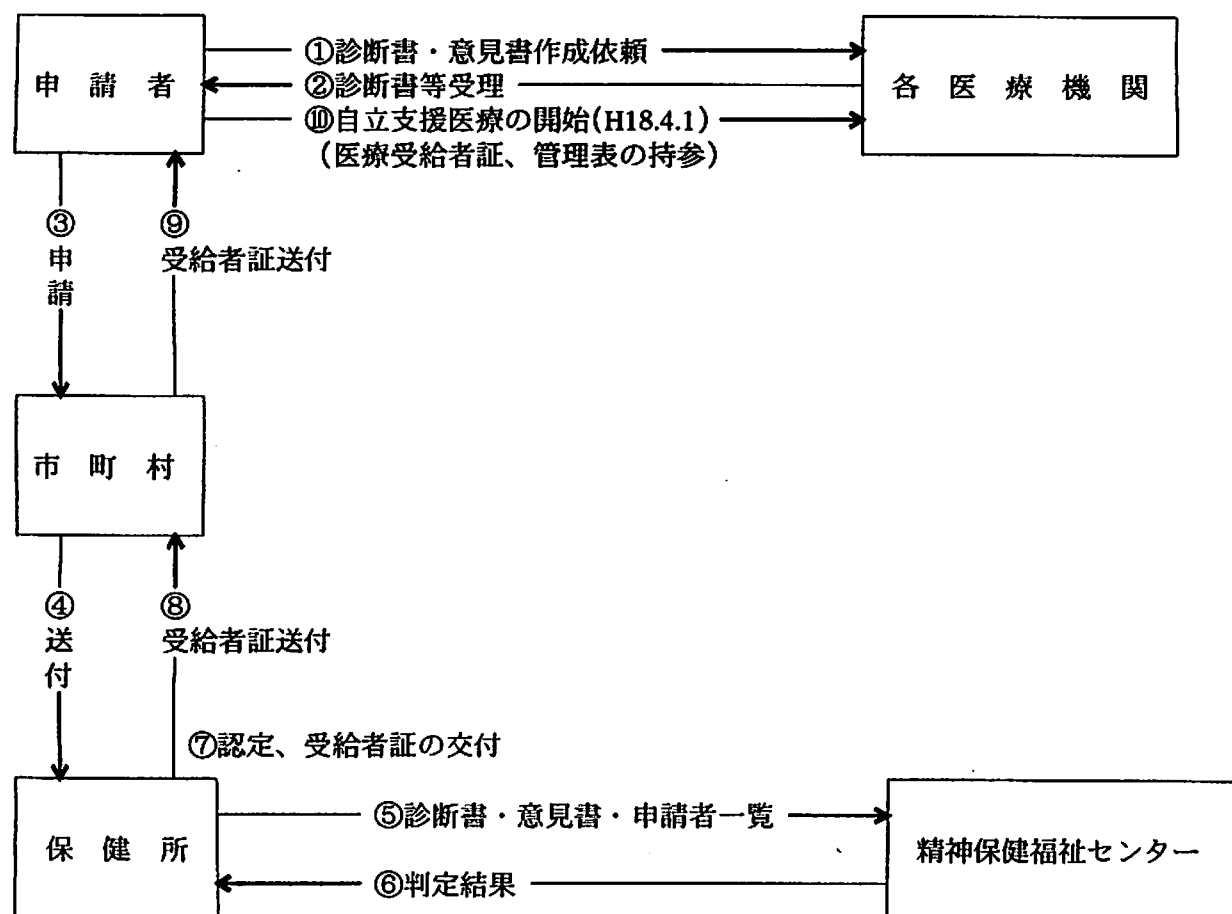 申請者
①診断書・意見書作成依頼
②診断書等受理
⑩自立支援医療の開始(H18.4.1)
(医療受給者証、管理表の持参)
各医療機関
③申請
⑨
受給者証送付
市町村
④送付
⑧
受給者証送付
⑦認定、受給者証の交付
保健所
⑤診断書・意見書・申請者一覧
⑥判定結果
精神保健福祉センター